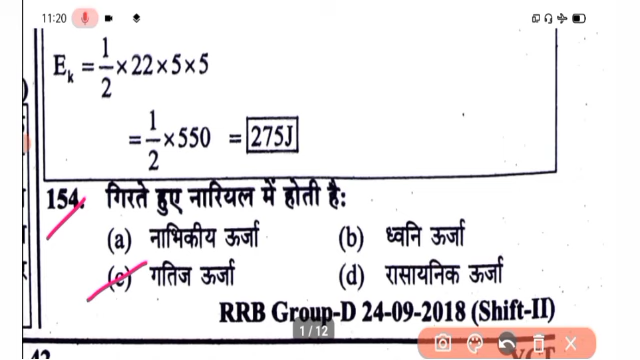 11:20
E_k = 1/2 × 22 × 5 × 5
= 1/2 × 550 = 275J
154. गिरते हुए नारियल में होती है:
(a) नाभिकीय ऊर्जा (b) ध्वनि ऊर्जा
(c) गतिज ऊर्जा (d) रासायनिक ऊर्जा
RRB Group-D 24-09-2018 (Shift-II)
1 / 12